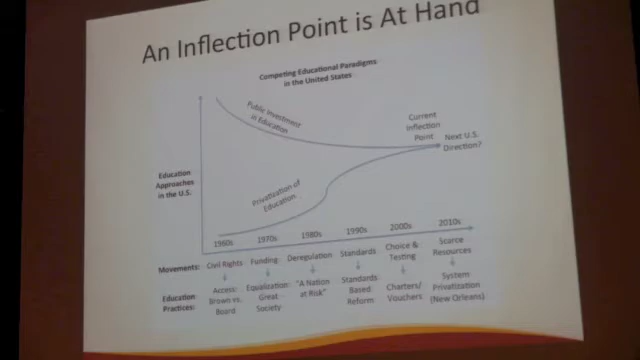 An Inflection Point is At Hand
Competing Educational Paradigms
in the United States
Public Investment
in Education
Current
Inflection
Point
Next U.S.
Direction?
Education
Approaches
in the U.S.
Privatization of
Education
1960s 1970s 1980s 1990s 2000s 2010s
Movements: Civil Rights Funding Deregulation Standards Choice & Testing Scarce Resources
Education
Practices:
Access:
Brown vs.
Board
Equalization:
Great
Society
"A Nation
at Risk"
Standards
Based
Reform
Charters/
Vouchers
System
Privatization
(New Orleans)